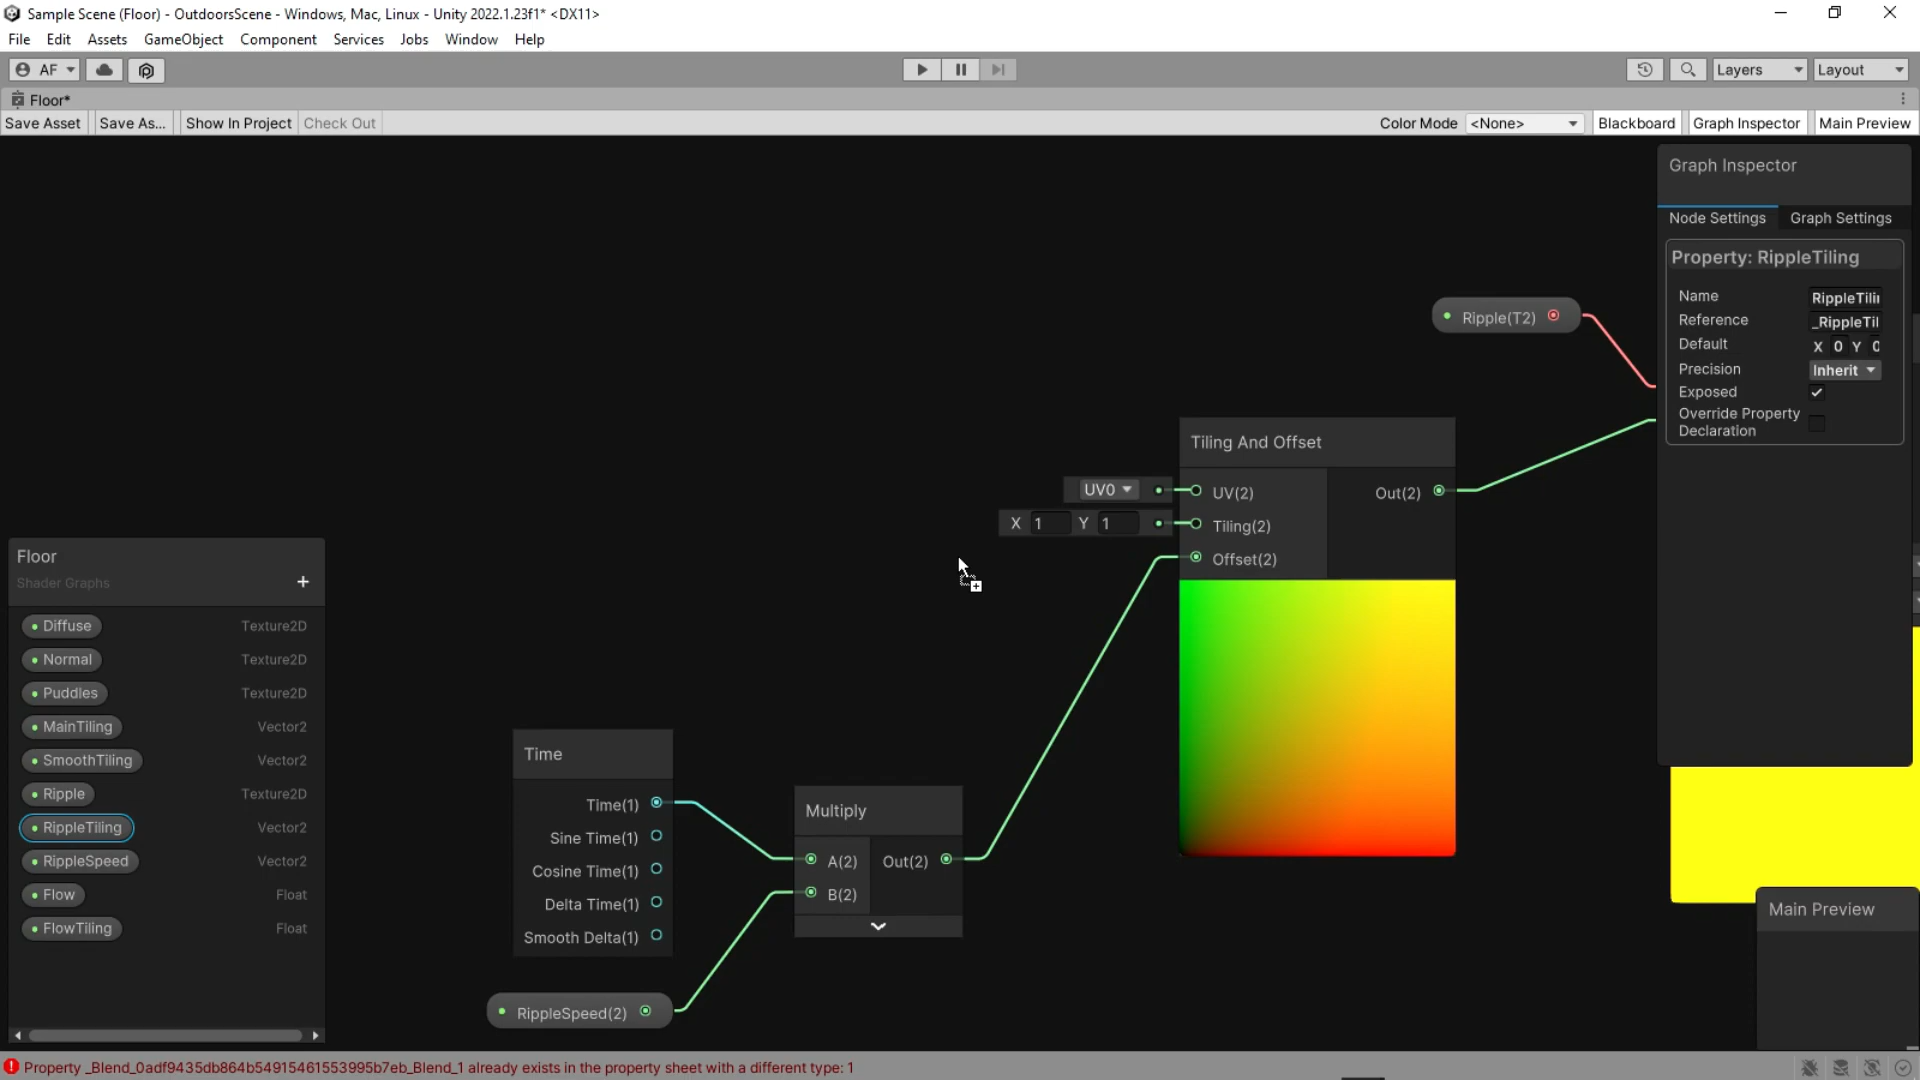 Sample Scene (Floor) - OutdoorsScene - Windows, Mac, Linux - Unity 2022.1.23f1* <DX11>
File Edit Assets GameObject Component Services Jobs Window Help
AF Layers Layout
Floor*
Save Asset Save As... Show In Project Check Out Color Mode <None> Blackboard Graph Inspector Main Preview
Graph Inspector
Node Settings Graph Settings
Property: RippleTiling
Name RippleTilin
Reference _RippleTil
Default X 0 Y 0
Precision Inherit
Exposed
Override Property
Declaration
Ripple(T2)
Tiling And Offset
UV0 UV(2) Out(2)
X 1 Y 1 Tiling(2)
Offset(2)
Floor
Shader Graphs
Diffuse Texture2D
Normal Texture2D
Puddles Texture2D
MainTiling Vector2
SmoothTiling Vector2
Ripple Texture2D
RippleTiling Vector2
RippleSpeed Vector2
Flow Float
FlowTiling Float
Time
Time(1)
Sine Time(1)
Cosine Time(1)
Delta Time(1)
Smooth Delta(1)
Multiply
A(2) Out(2)
B(2)
RippleSpeed(2)
Main Preview
Property _Blend_0adf9435db864b54915461553995b7eb_Blend_1 already exists in the property sheet with a different type: 1